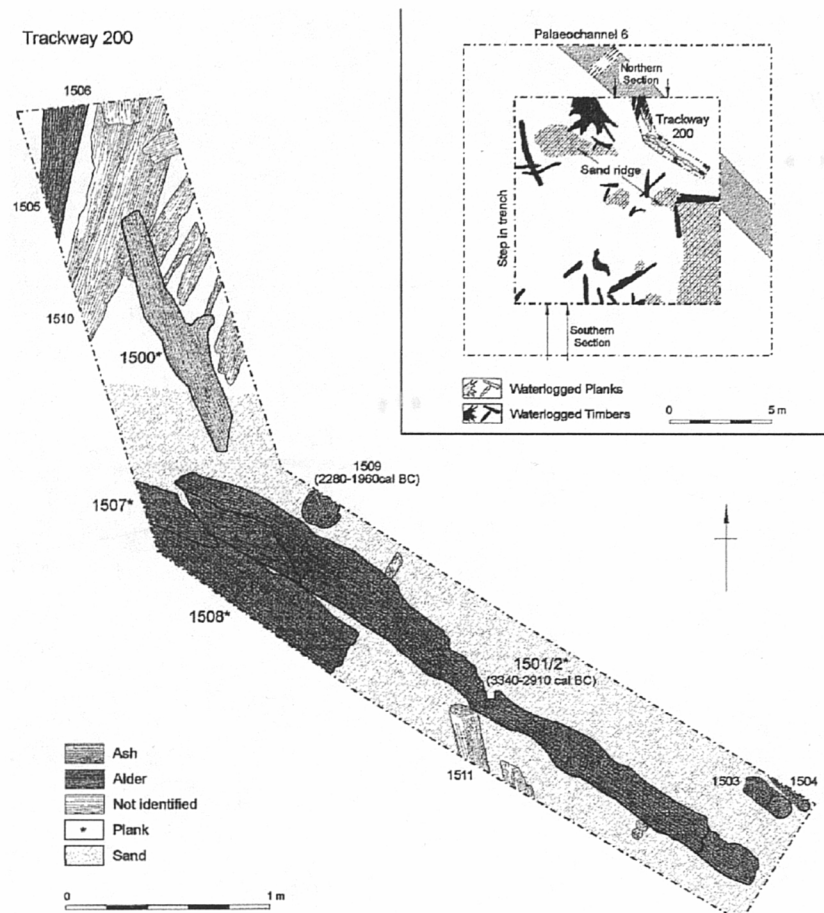 Trackway 200
1506
1505
1510
1500*
1509
(2280-1960cal BC)
1507*
1508*
1501/2*
(3340-2910 cal BC)
1511
1503
1504
Ash
Alder
Not identified
* Plank
Sand
0 1 m
Palaeochannel 6
Northern
Section
Trackway
200
Sand ridge
Step in trench
Southern
Section
Waterlogged Planks
Waterlogged Timbers
0 5 m